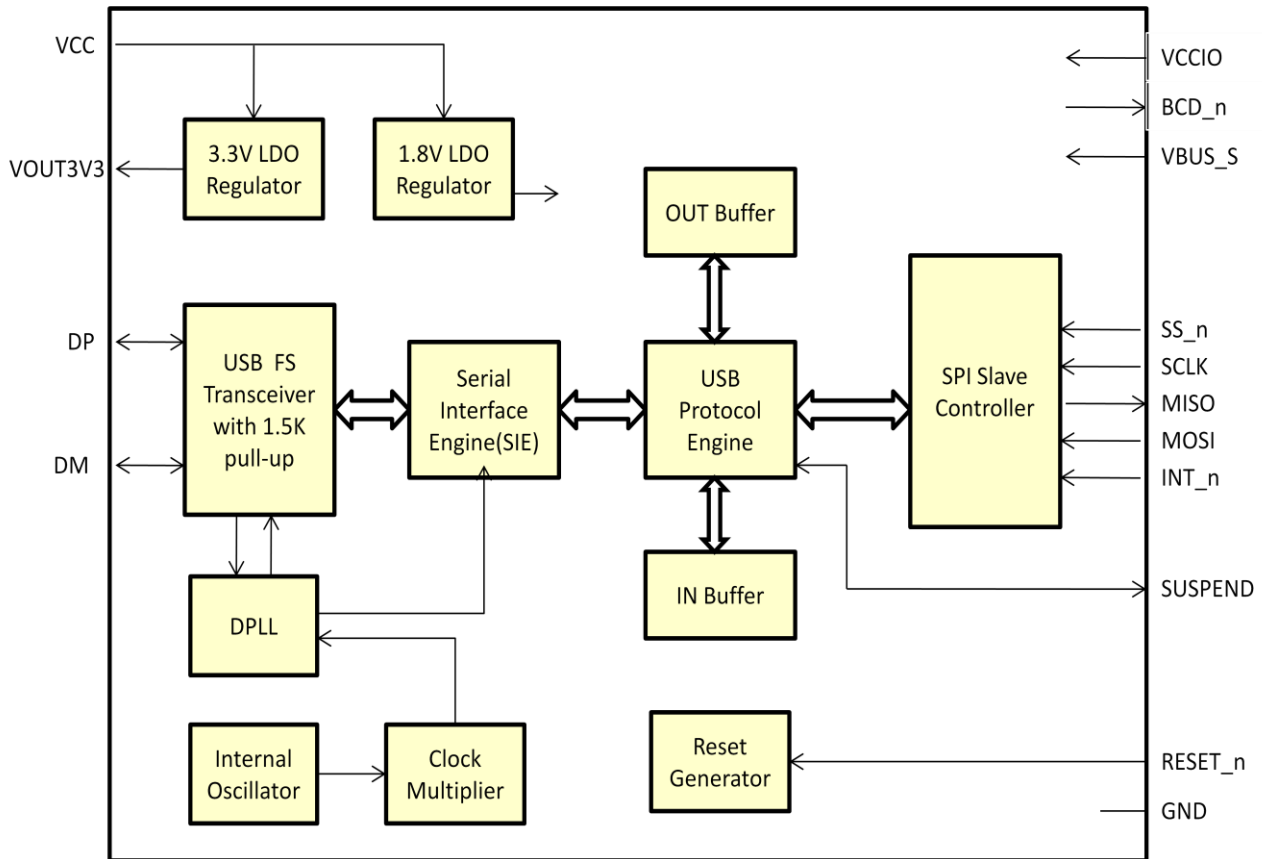 VCC
VCCIO
BCD_n
VBUS_S
VOUT3V3
3.3V LDO
Regulator
1.8V LDO
Regulator
OUT Buffer
DP
DM
USB FS
Transceiver
with 1.5K
pull-up
Serial
Interface
Engine(SIE)
USB
Protocol
Engine
SPI Slave
Controller
SS_n
SCLK
MISO
MOSI
INT_n
DPLL
IN Buffer
SUSPEND
Internal
Oscillator
Clock
Multiplier
Reset
Generator
RESET_n
GND